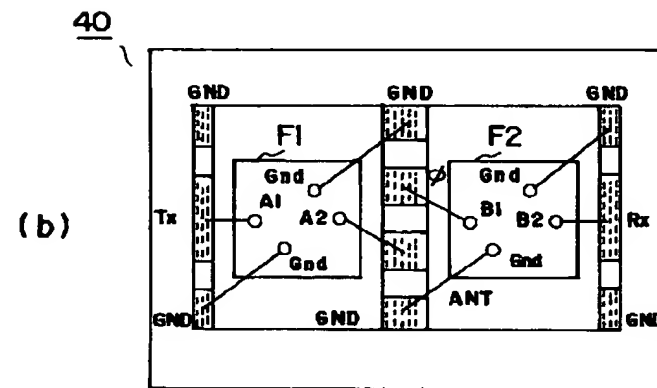 40
(b)
GND GND GND
F1 F2
Gnd Gnd
φ
Tx A1 A2 B1 B2 Rx
Gnd Gnd
ANT
GND GND GND